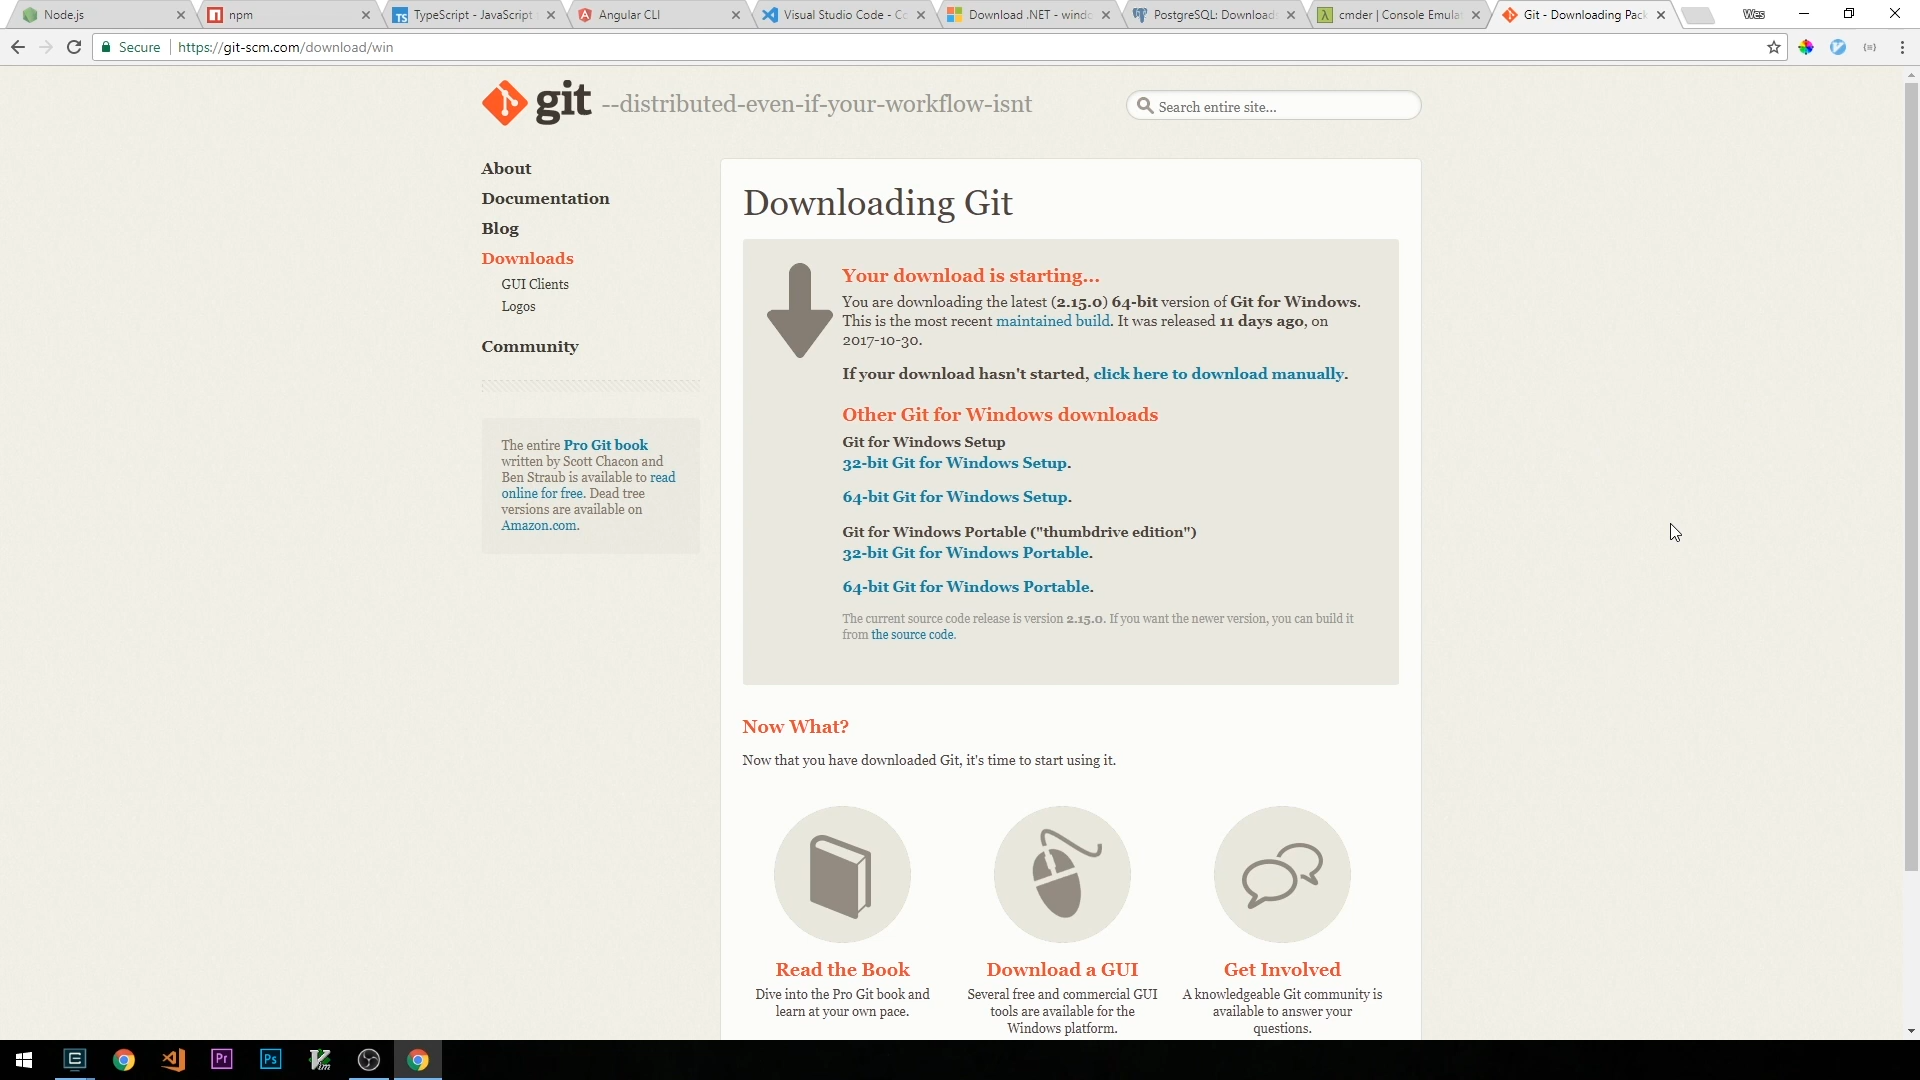 Node.js
npm
TypeScript - JavaScript
Angular CLI
Visual Studio Code - Co
Download .NET - windo
PostgreSQL: Downloads
cmder | Console Emulat
Git - Downloading Pack
Wes
Secure
https://git-scm.com/download/win
git --distributed-even-if-your-workflow-isnt
Search entire site...
About
Documentation
Blog
Downloads
GUI Clients
Logos
Community
The entire Pro Git book
written by Scott Chacon and
Ben Straub is available to read
online for free. Dead tree
versions are available on
Amazon.com.
Downloading Git
Your download is starting...
You are downloading the latest (2.15.0) 64-bit version of Git for Windows.
This is the most recent maintained build. It was released 11 days ago, on
2017-10-30.
If your download hasn't started, click here to download manually.
Other Git for Windows downloads
Git for Windows Setup
32-bit Git for Windows Setup.
64-bit Git for Windows Setup.
Git for Windows Portable ("thumbdrive edition")
32-bit Git for Windows Portable.
64-bit Git for Windows Portable.
The current source code release is version 2.15.0. If you want the newer version, you can build it
from the source code.
Now What?
Now that you have downloaded Git, it's time to start using it.
Read the Book
Dive into the Pro Git book and
learn at your own pace.
Download a GUI
Several free and commercial GUI
tools are available for the
Windows platform.
Get Involved
A knowledgeable Git community is
available to answer your
questions.
Pr
Ps
Vim